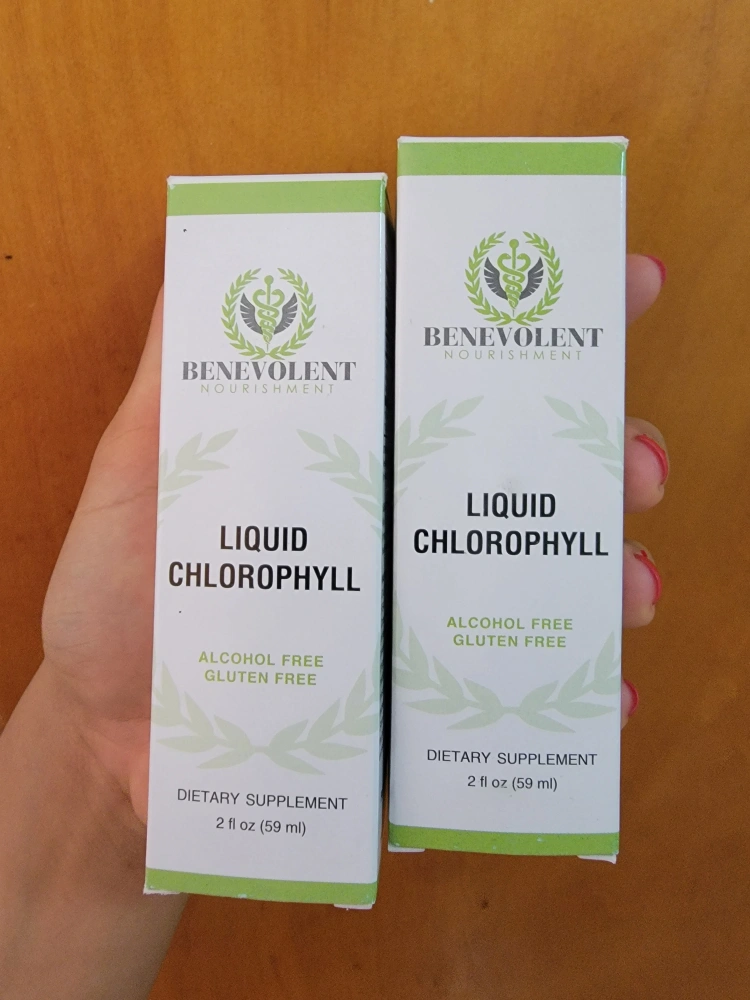 BENEVOLENT
NOURISHMENT
LIQUID
CHLOROPHYLL
ALCOHOL FREE
GLUTEN FREE
DIETARY SUPPLEMENT
2 fl oz (59 ml)
BENEVOLENT
NOURISHMENT
LIQUID
CHLOROPHYLL
ALCOHOL FREE
GLUTEN FREE
DIETARY SUPPLEMENT
2 fl oz (59 ml)